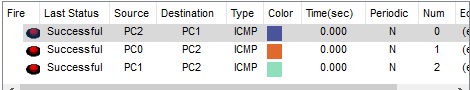 Fire Last Status Source Destination Type Color Time(sec) Periodic Num
Successful PC2 PC1 ICMP 0.000 N 0 (e
Successful PC0 PC2 ICMP 0.000 N 1 (e
Successful PC1 PC2 ICMP 0.000 N 2 (e